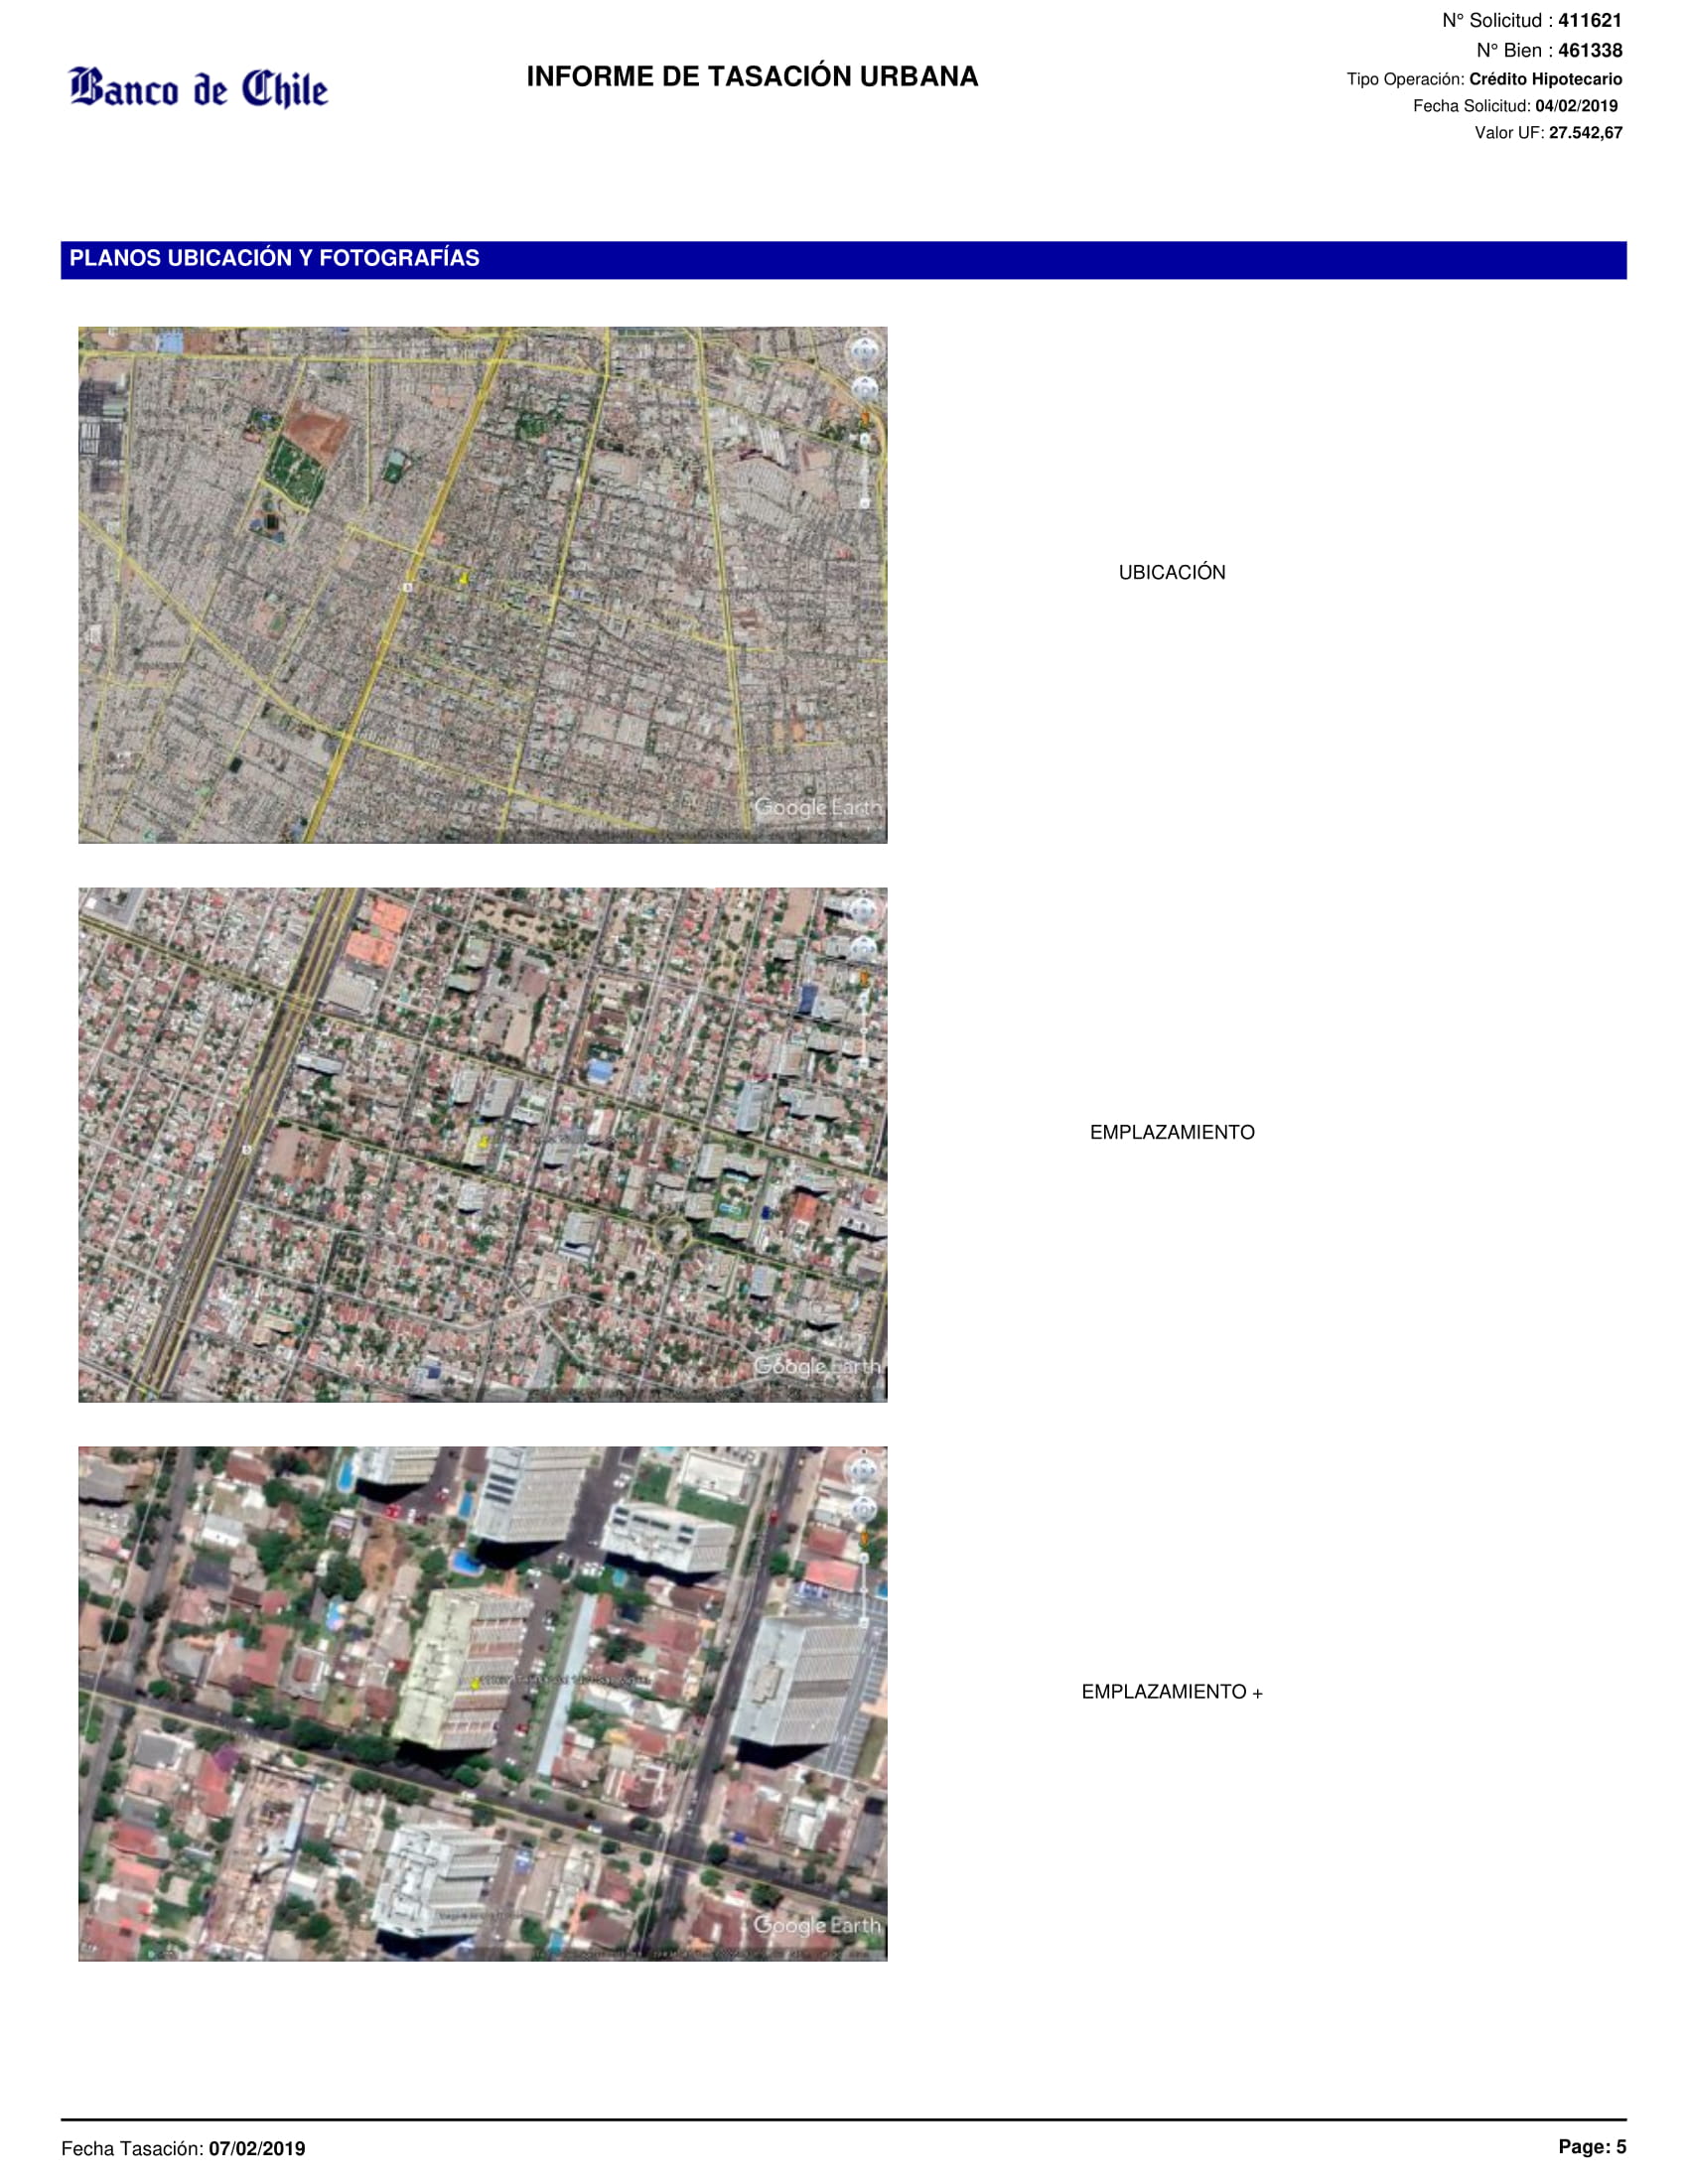 N° Solicitud : 411621
N° Bien : 461338
Banco de Chile
INFORME DE TASACIÓN URBANA
Tipo Operación: Crédito Hipotecario
Fecha Solicitud: 04/02/2019
Valor UF: 27.542,67
PLANOS UBICACIÓN Y FOTOGRAFÍAS
UBICACIÓN
Google Earth
EMPLAZAMIENTO
Google Earth
EMPLAZAMIENTO +
Google Earth
Fecha Tasación: 07/02/2019
Page: 5